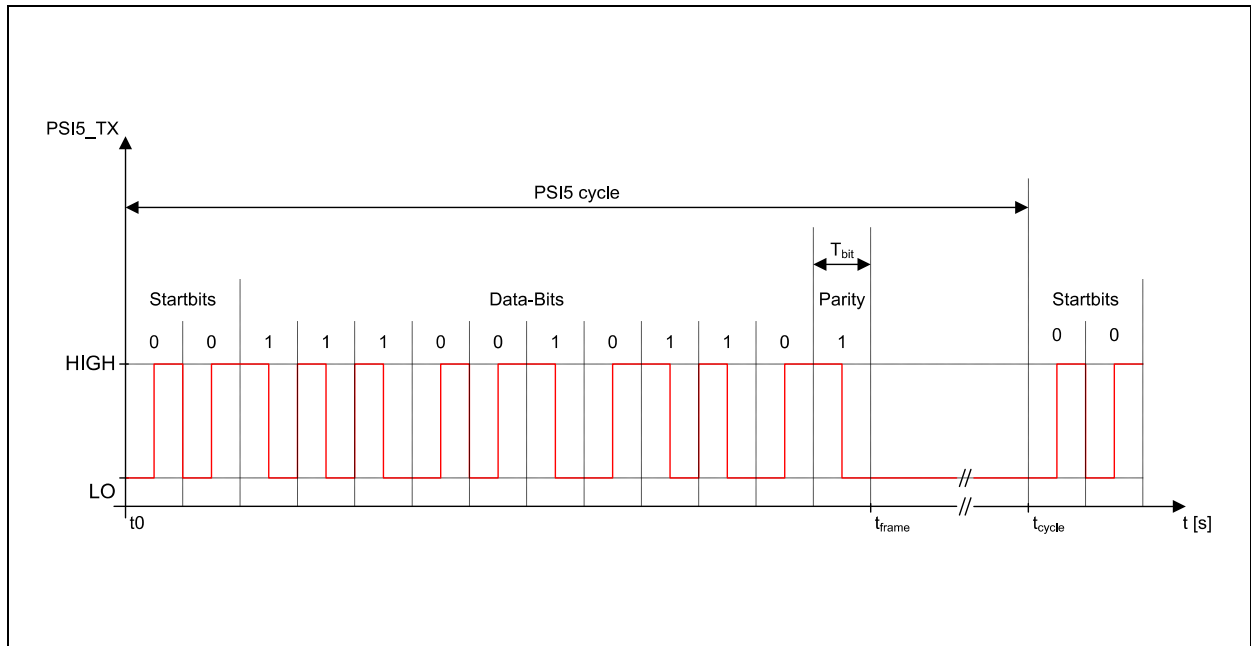 PSI5_TX
PSI5 cycle
Tbit
Startbits Data-Bits Parity Startbits
0 0 1 1 1 0 0 1 0 1 1 0 1 0 0
HIGH
LO
t0 tframe // tcycle t [s]